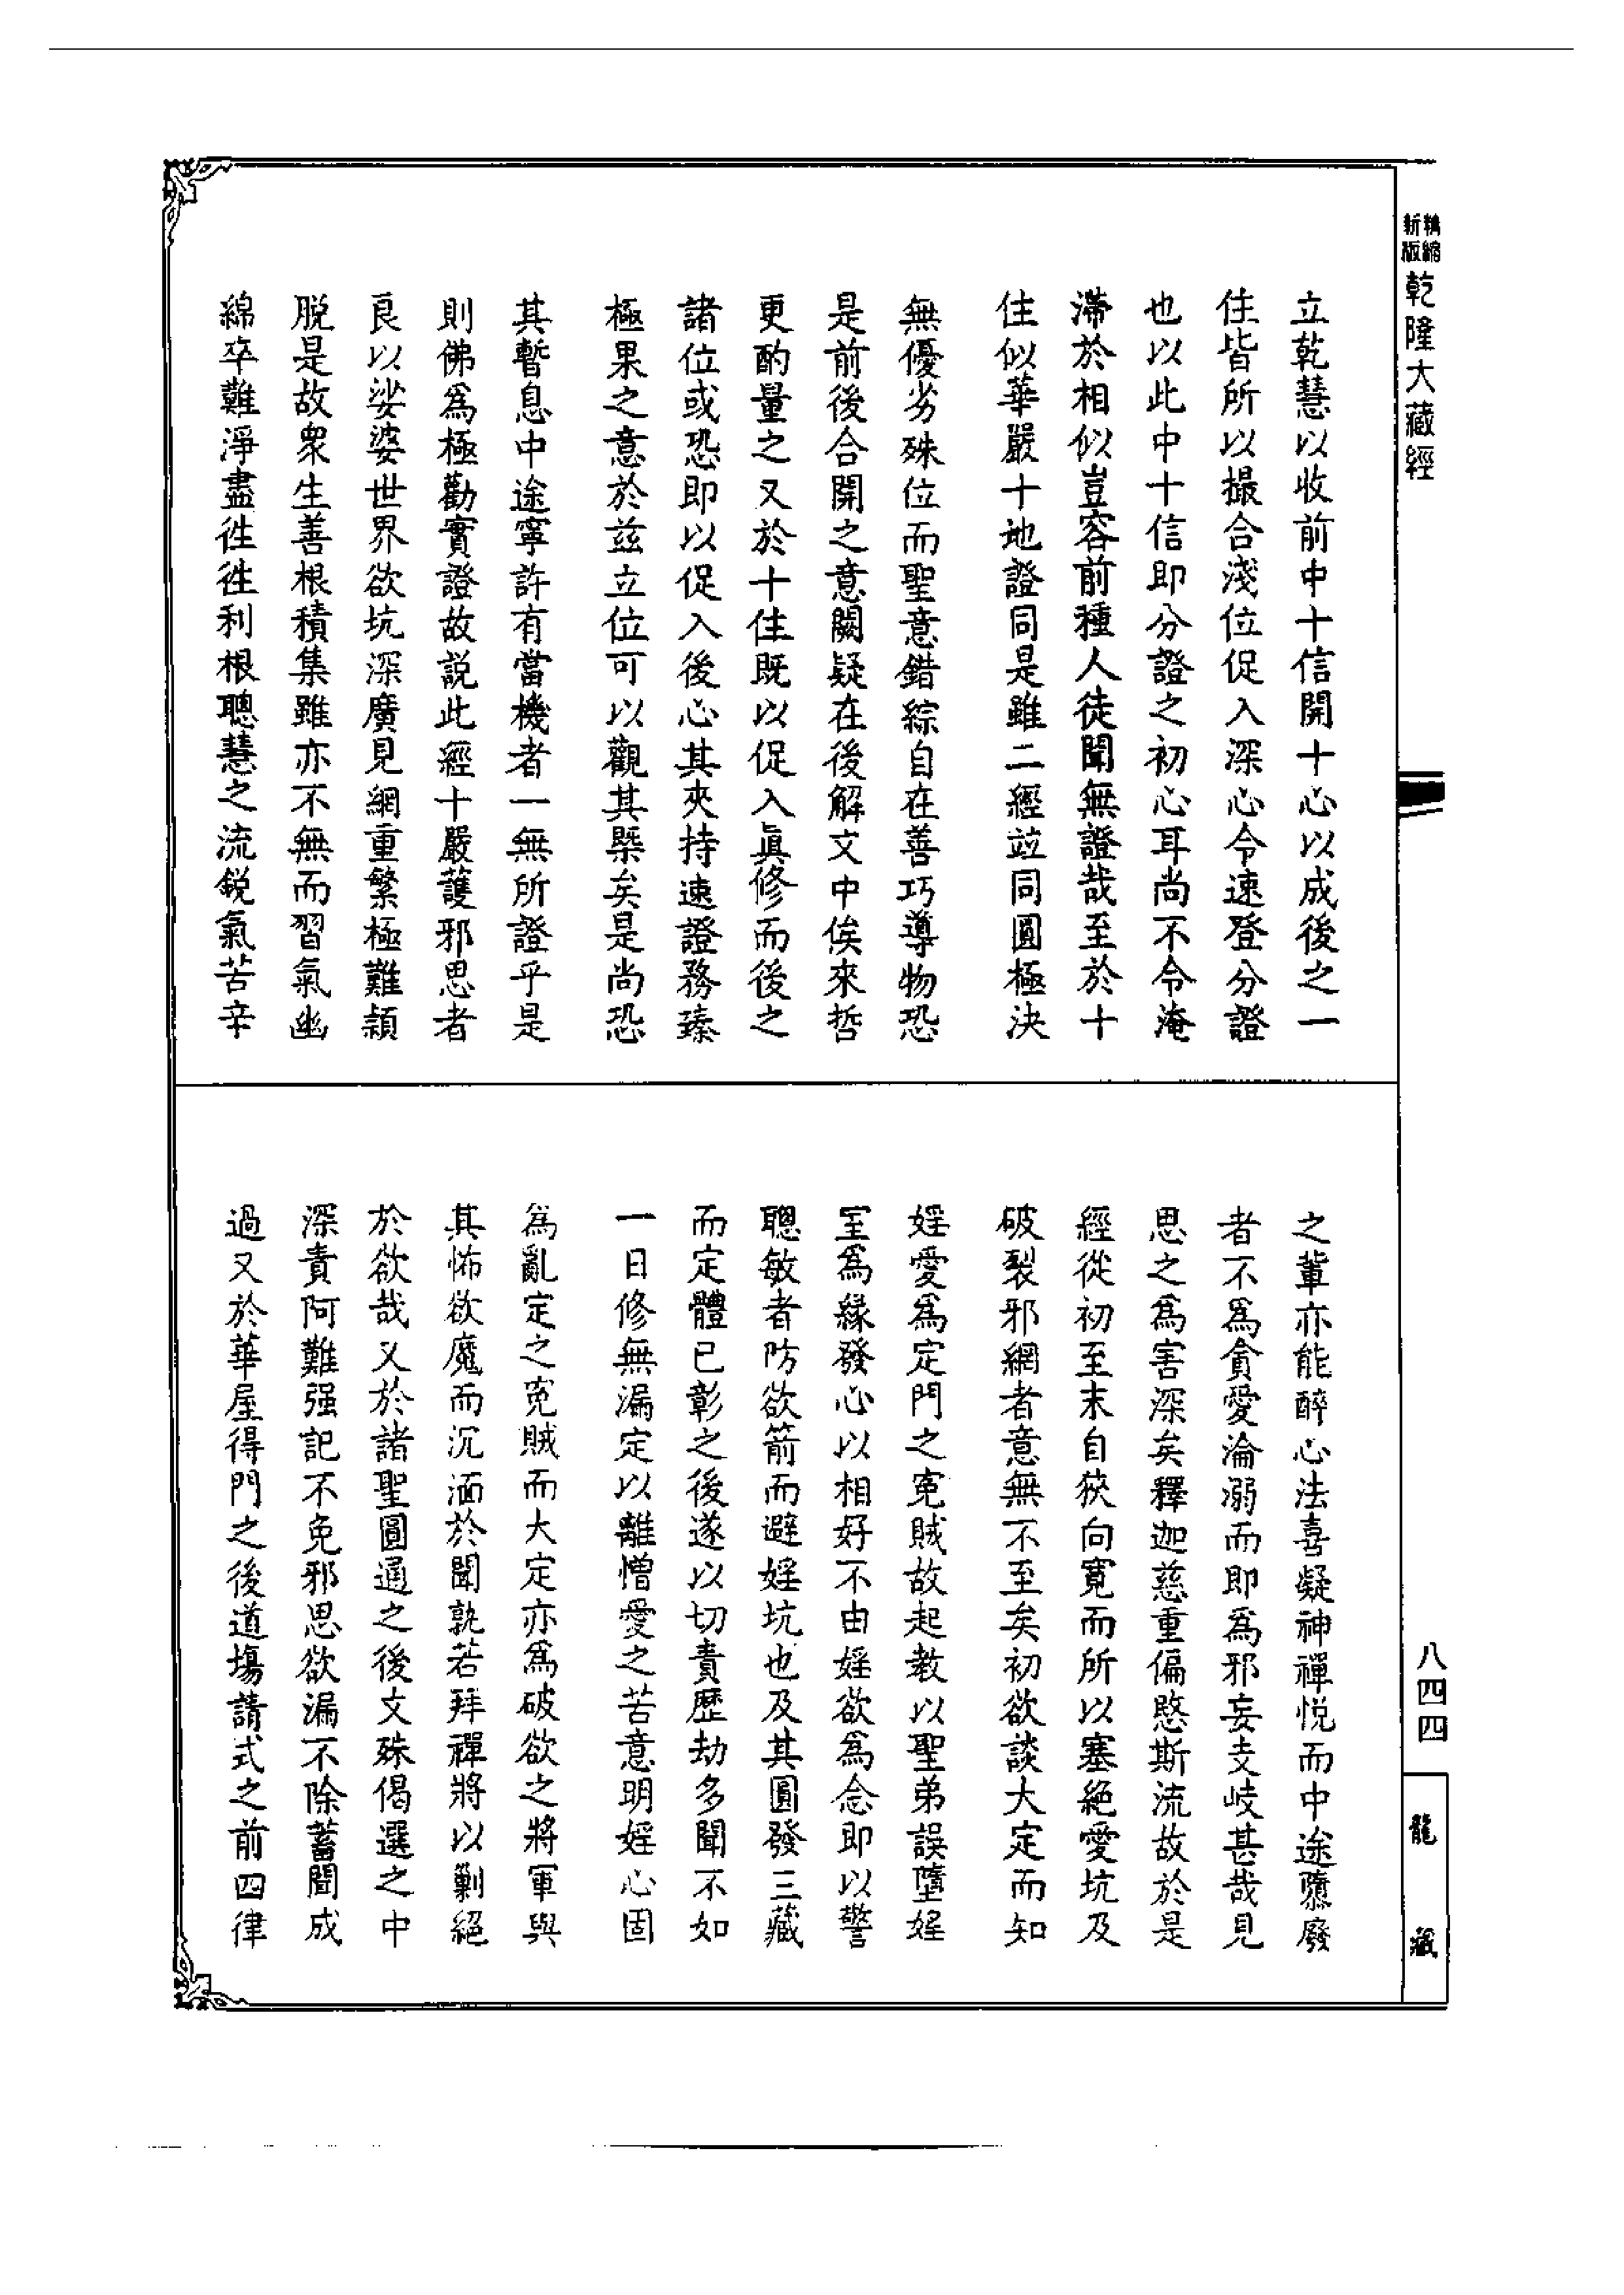 精縮
新版
乾隆大藏經
立乾慧以收前中十信開十心以成後之一
住皆所以撮合淺位促入深心令速登分證
也以此中十信即分證之初心耳尚不令淹
滯於相似豈容前種人徒聞無證哉至於十
住似華嚴十地證同是雖二經竝同圓極決
無優劣殊位而聖意錯綜自在善巧導物恐
是前後合開之意闕疑在後解文中俟來哲
更酌量之又於十住既以促入眞修而後之
諸位或恐即以促入後心其夾持速證務臻
極果之意於茲立位可以觀其槩矣是尚恐
其暫息中途寧許有當機者一無所證乎是
則佛爲極勸實證故説此經十嚴護邪思者
良以娑婆世界欲坑深廣見網重繁極難頴
脫是故衆生善根積集雖亦不無而習氣幽
綿卒難淨盡徃徃利根聰慧之流鋭氣苦辛
之輩亦能醉心法喜凝神禪悅而中途隳廢
者不爲貪愛淪溺而即爲邪妄支岐甚哉見
思之爲害深矣釋迦慈重偏愍斯流故於是
經從初至末自狹向寬而所以塞絶愛坑及
破裂邪網者意無不至矣初欲談大定而知
婬愛爲定門之寃賊故起教以聖弟誤墮婬
室爲緣發心以相好不由婬欲爲念即以警
聰敏者防欲箭而避婬坑也及其圓發三藏
而定體已彰之後遂以切責歷劫多聞不如
一日修無漏定以離憎愛之苦意明婬心固
爲亂定之寃賊而大定亦爲破欲之將軍與
其怖欲魔而沉湎於聞孰若拜禪將以剿絕
於欲哉又於諸聖圓通之後文殊偈選之中
深責阿難强記不免邪思欲漏不除蓄聞成
過又於華屋得門之後道塲請式之前四律
八四四
龍藏